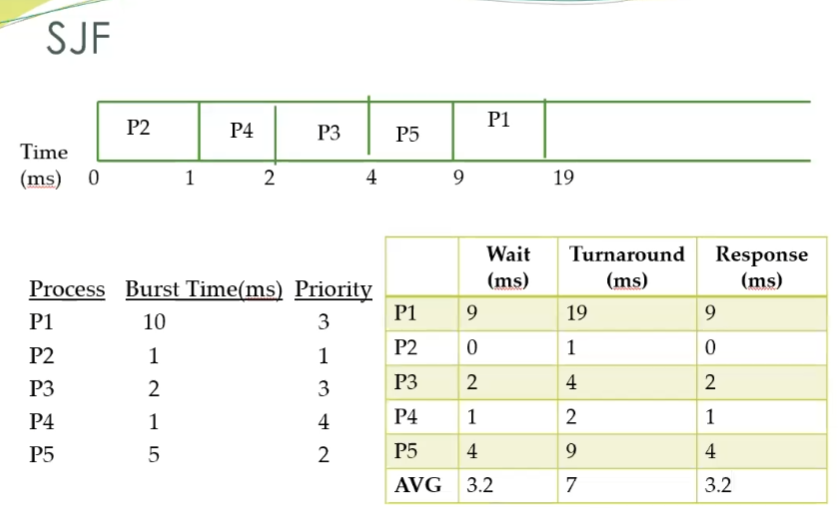 SJF
P2 P4 P3 P5 P1
Time
(ms) 0 1 2 4 9 19
Process Burst Time(ms) Priority
P1 10 3
P2 1 1
P3 2 3
P4 1 4
P5 5 2
Wait (ms) Turnaround (ms) Response (ms)
P1 9 19 9
P2 0 1 0
P3 2 4 2
P4 1 2 1
P5 4 9 4
AVG 3.2 7 3.2